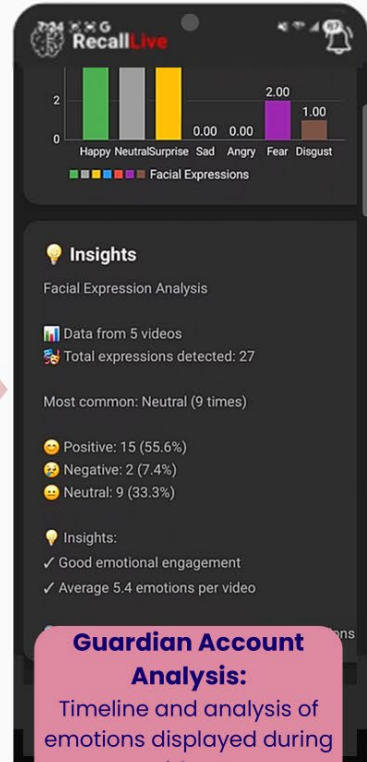 7:24 G 67
RecallLive
2
0
2.00
1.00
0.00 0.00
Happy Neutral Surprise Sad Angry Fear Disgust
Facial Expressions
💡 Insights
Facial Expression Analysis
📊 Data from 5 videos
🎭 Total expressions detected: 27
Most common: Neutral (9 times)
😊 Positive: 15 (55.6%)
😢 Negative: 2 (7.4%)
😐 Neutral: 9 (33.3%)
💡 Insights:
✓ Good emotional engagement
✓ Average 5.4 emotions per video
Guardian Account
Analysis:
Timeline and analysis of
emotions displayed during